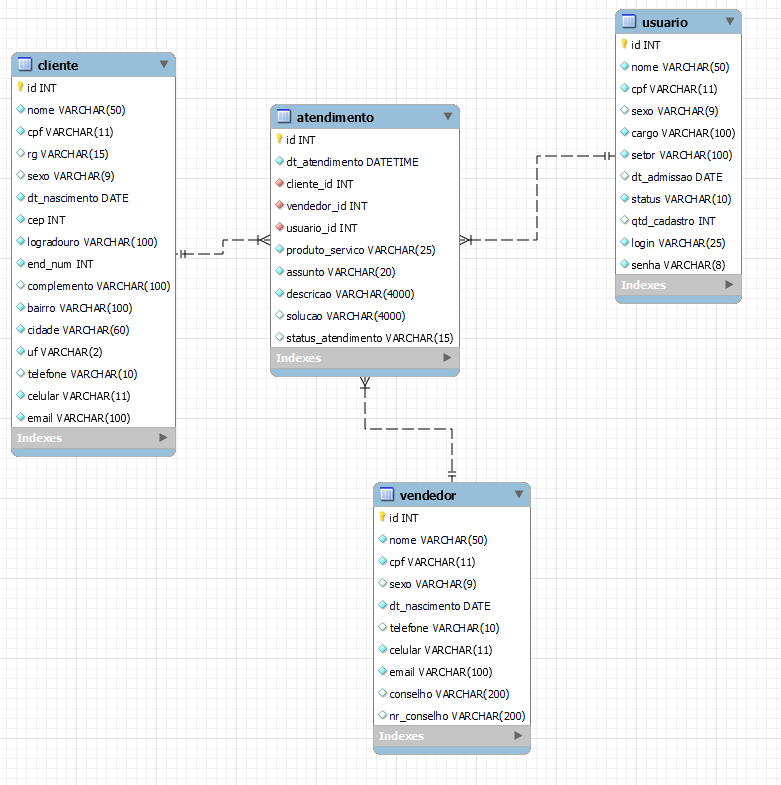 cliente
id INT
nome VARCHAR(50)
cpf VARCHAR(11)
rg VARCHAR(15)
sexo VARCHAR(9)
dt_nascimento DATE
cep INT
logradouro VARCHAR(100)
end_num INT
complemento VARCHAR(100)
bairro VARCHAR(100)
cidade VARCHAR(60)
uf VARCHAR(2)
telefone VARCHAR(10)
celular VARCHAR(11)
email VARCHAR(100)
Indexes
atendimento
id INT
dt_atendimento DATETIME
cliente_id INT
vendedor_id INT
usuario_id INT
produto_servico VARCHAR(25)
assunto VARCHAR(20)
descricao VARCHAR(4000)
solucao VARCHAR(4000)
status_atendimento VARCHAR(15)
Indexes
usuario
id INT
nome VARCHAR(50)
cpf VARCHAR(11)
sexo VARCHAR(9)
cargo VARCHAR(100)
setor VARCHAR(100)
dt_admissao DATE
status VARCHAR(10)
qtd_cadastro INT
login VARCHAR(25)
senha VARCHAR(8)
Indexes
vendedor
id INT
nome VARCHAR(50)
cpf VARCHAR(11)
sexo VARCHAR(9)
dt_nascimento DATE
telefone VARCHAR(10)
celular VARCHAR(11)
email VARCHAR(100)
conselho VARCHAR(200)
nr_conselho VARCHAR(200)
Indexes